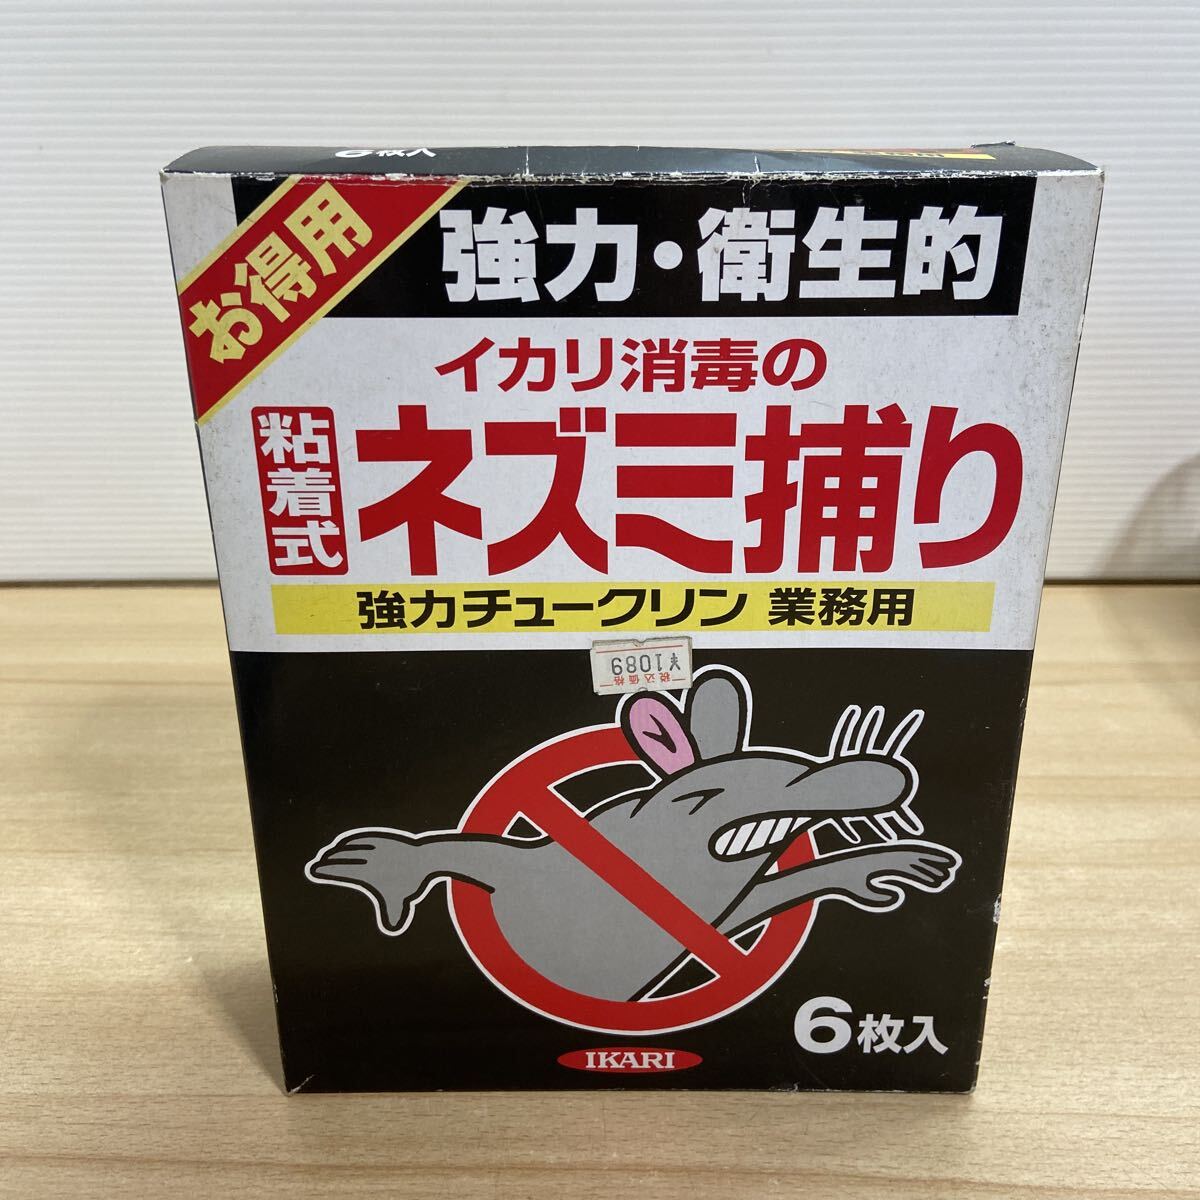 6枚入
お得用
強力・衛生的
イカリ消毒の
粘着式
ネズミ捕り
強力チュークリン 業務用
税込価格
¥1089
6枚入
IKARI